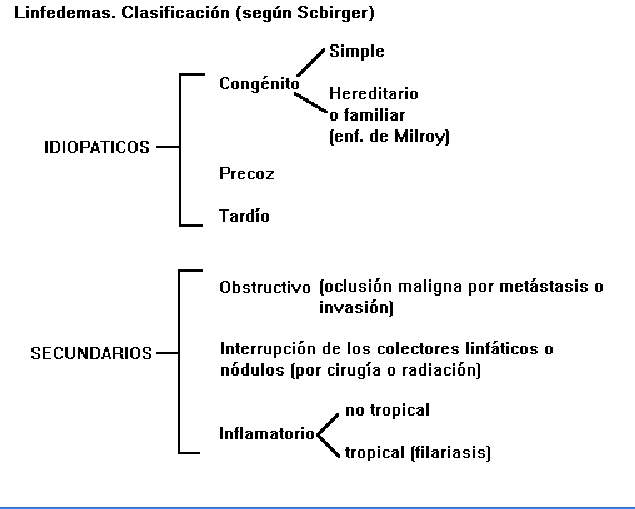 Linfedemas. Clasificación (según Scbirger)
Simple
Congénito
Hereditario
o familiar
(enf. de Milroy)
IDIOPATICOS
Precoz
Tardío
Obstructivo (oclusión maligna por metástasis o
invasión)
SECUNDARIOS
Interrupción de los colectores linfáticos o
nódulos (por cirugía o radiación)
no tropical
Inflamatorio
tropical (filariasis)